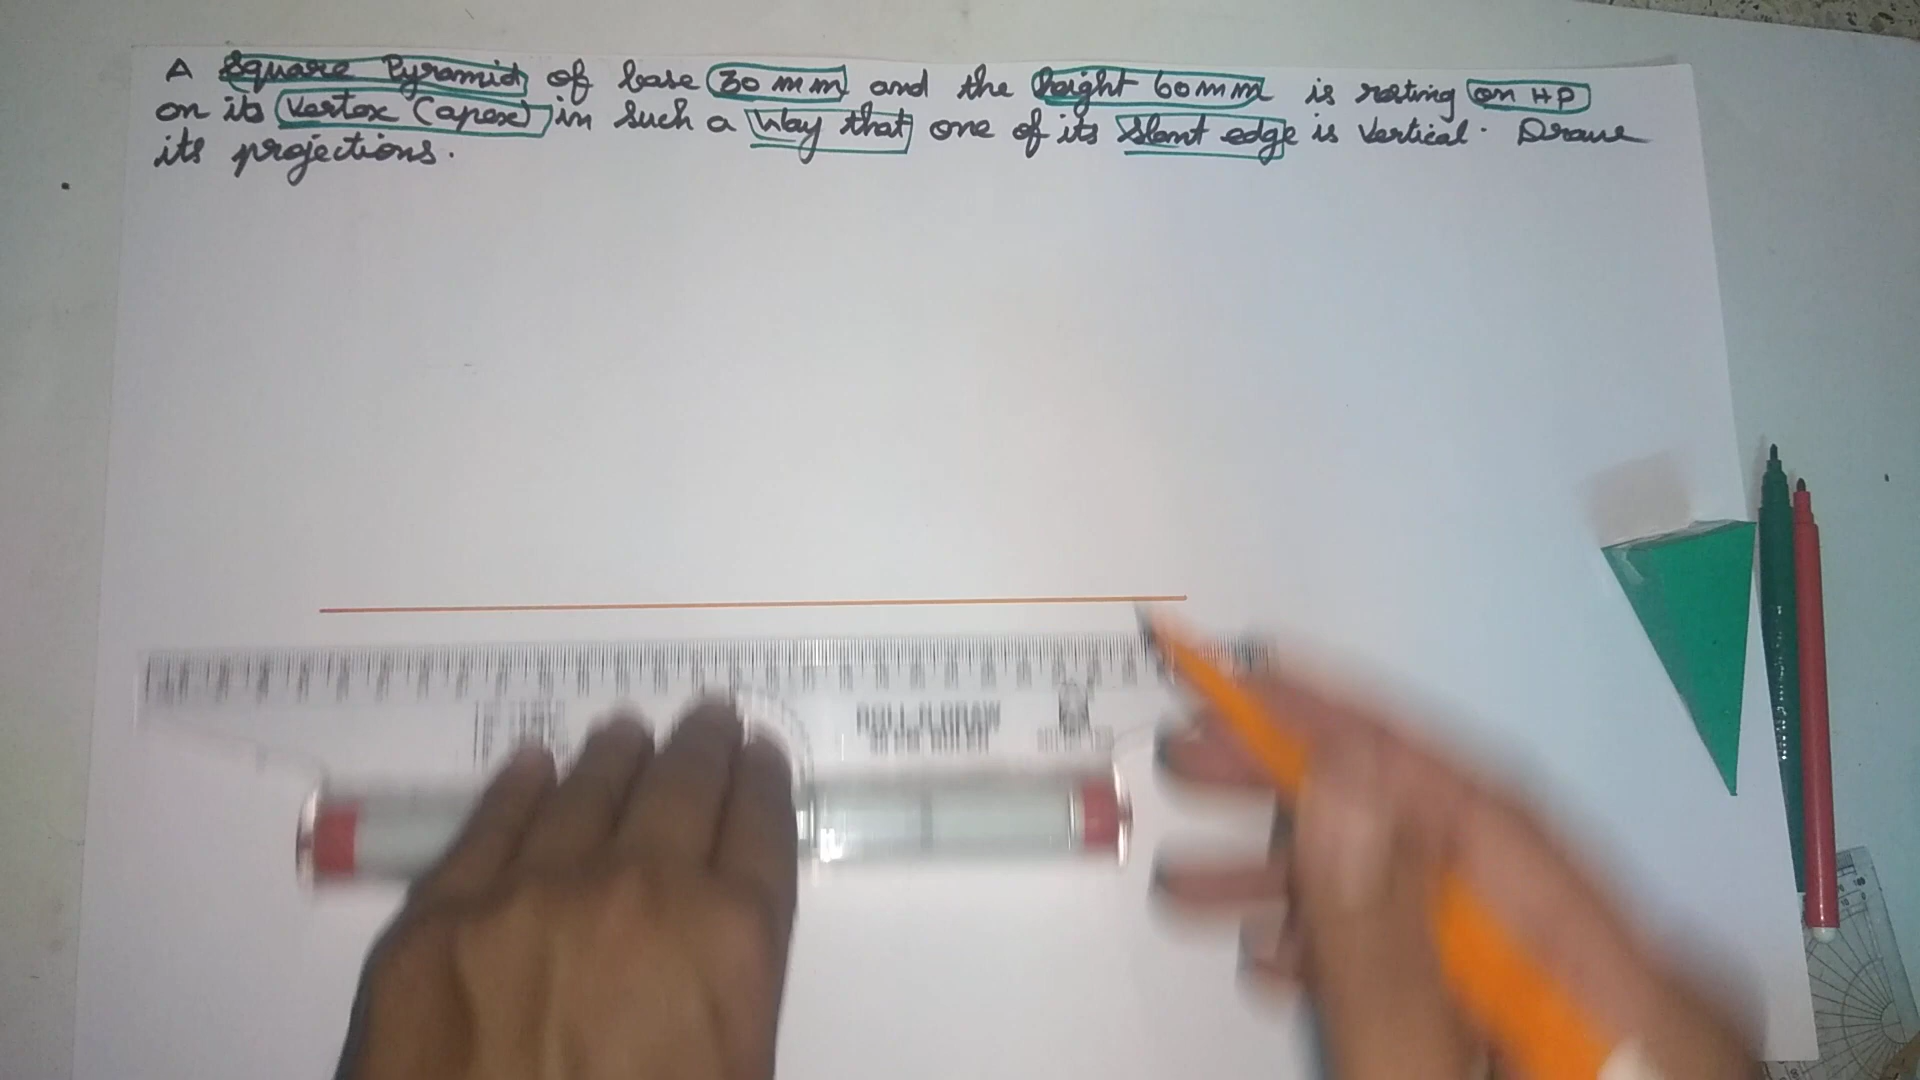 A Square Pyramid of base 30 mm and the height 60 mm is resting on HP
on its Vertex (apex) in such a way that one of its slant edge is vertical. Draw
its projections.